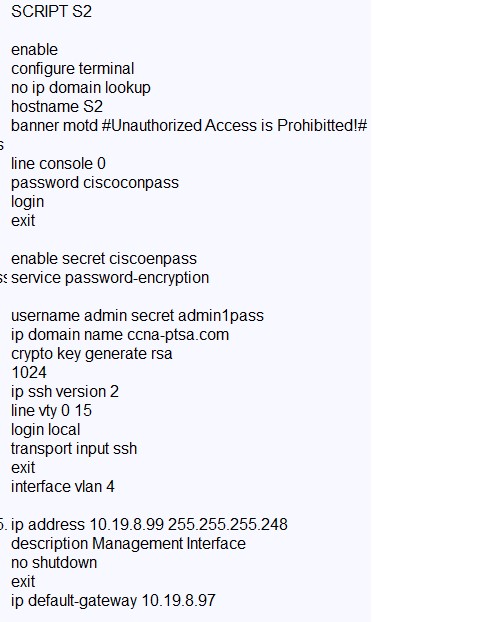 SCRIPT S2
enable
configure terminal
no ip domain lookup
hostname S2
banner motd #Unauthorized Access is Prohibitted!#
s
line console 0
password ciscoconpass
login
exit
enable secret ciscoenpass
service password-encryption
username admin secret admin1pass
ip domain name ccna-ptsa.com
crypto key generate rsa
1024
ip ssh version 2
line vty 0 15
login local
transport input ssh
exit
interface vlan 4
5. ip address 10.19.8.99 255.255.255.248
description Management Interface
no shutdown
exit
ip default-gateway 10.19.8.97